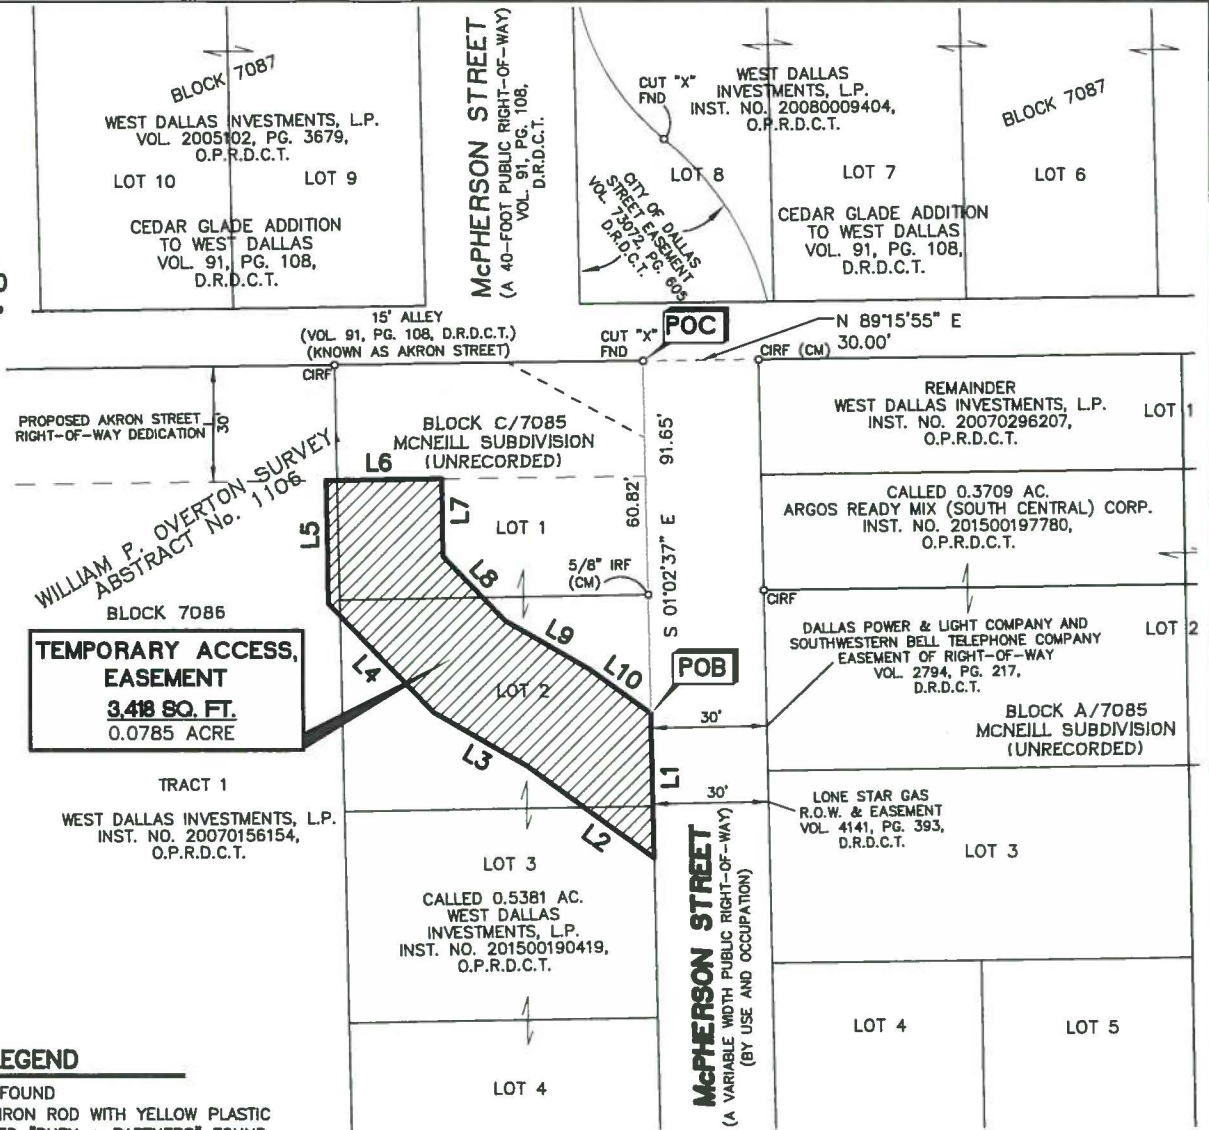 BLOCK 7087
WEST DALLAS INVESTMENTS, L.P.
VOL. 2005102, PG. 3679,
O.P.R.D.C.T.
LOT 10
LOT 9
CEDAR GLADE ADDITION
TO WEST DALLAS
VOL. 91, PG. 108,
D.R.D.C.T.
McPHERSON STREET
(A 40-FOOT PUBLIC RIGHT-OF-WAY)
VOL. 91, PG. 108,
D.R.D.C.T.
CUT "X"
FND
WEST DALLAS
INVESTMENTS, L.P.
INST. NO. 20080009404,
O.P.R.D.C.T.
BLOCK 7087
LOT 8
LOT 7
LOT 6
CITY OF DALLAS
STREET EASEMENT
VOL. 73072, PG. 605
D.R.D.C.T.
CEDAR GLADE ADDITION
TO WEST DALLAS
VOL. 91, PG. 108,
D.R.D.C.T.
15' ALLEY
(VOL. 91, PG. 108, D.R.D.C.T.)
(KNOWN AS AKRON STREET)
CUT "X"
FND
POC
N 89°15'55" E
30.00'
CIRF
CIRF (CM)
PROPOSED AKRON STREET
RIGHT-OF-WAY DEDICATION
30'
BLOCK C/7085
MCNEILL SUBDIVISION
(UNRECORDED)
REMAINDER
WEST DALLAS INVESTMENTS, L.P.
INST. NO. 20070296207,
O.P.R.D.C.T.
LOT 1
WILLIAM P. OVERTON SURVEY
ABSTRACT No. 1106
L6
L5
L7
LOT 1
60.82'
91.65'
S 01°02'37" E
CALLED 0.3709 AC.
ARGOS READY MIX (SOUTH CENTRAL) CORP.
INST. NO. 201500197780,
O.P.R.D.C.T.
L8
5/8" IRF
(CM)
CIRF
BLOCK 7086
TEMPORARY ACCESS,
EASEMENT
3,418 SQ. FT.
0.0785 ACRE
L9
L10
L4
LOT 2
POB
DALLAS POWER & LIGHT COMPANY AND
SOUTHWESTERN BELL TELEPHONE COMPANY
EASEMENT OF RIGHT-OF-WAY
VOL. 2794, PG. 217,
D.R.D.C.T.
LOT 2
30'
BLOCK A/7085
MCNEILL SUBDIVISION
(UNRECORDED)
L3
L1
L2
TRACT 1
WEST DALLAS INVESTMENTS, L.P.
INST. NO. 20070156154,
O.P.R.D.C.T.
30'
LONE STAR GAS
R.O.W. & EASEMENT
VOL. 4141, PG. 393,
D.R.D.C.T.
LOT 3
LOT 3
CALLED 0.5381 AC.
WEST DALLAS
INVESTMENTS, L.P.
INST. NO. 201500190419,
O.P.R.D.C.T.
McPHERSON STREET
(A VARIABLE WIDTH PUBLIC RIGHT-OF-WAY)
(BY USE AND OCCUPATION)
LOT 4
LOT 5
LOT 4
EGEND
FOUND
IRON ROD WITH YELLOW PLASTIC